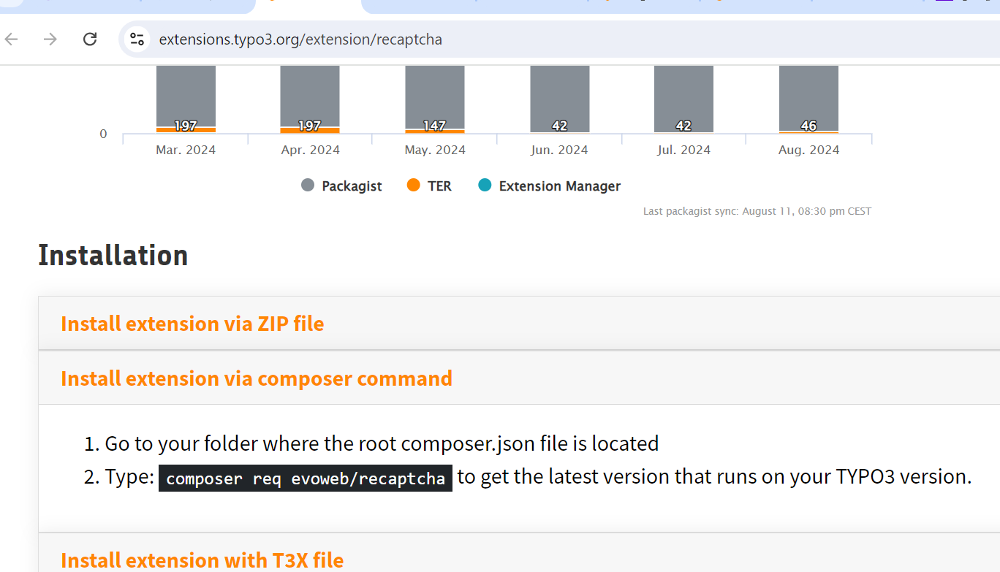 extensions.typo3.org/extension/recaptcha
197 197 147 42 42 46
0
Mar. 2024 Apr. 2024 May. 2024 Jun. 2024 Jul. 2024 Aug. 2024
Packagist TER Extension Manager
Last packagist sync: August 11, 08:30 pm CEST
Installation
Install extension via ZIP file
Install extension via composer command
1. Go to your folder where the root composer.json file is located
2. Type: composer req evoweb/recaptcha to get the latest version that runs on your TYPO3 version.
Install extension with T3X file